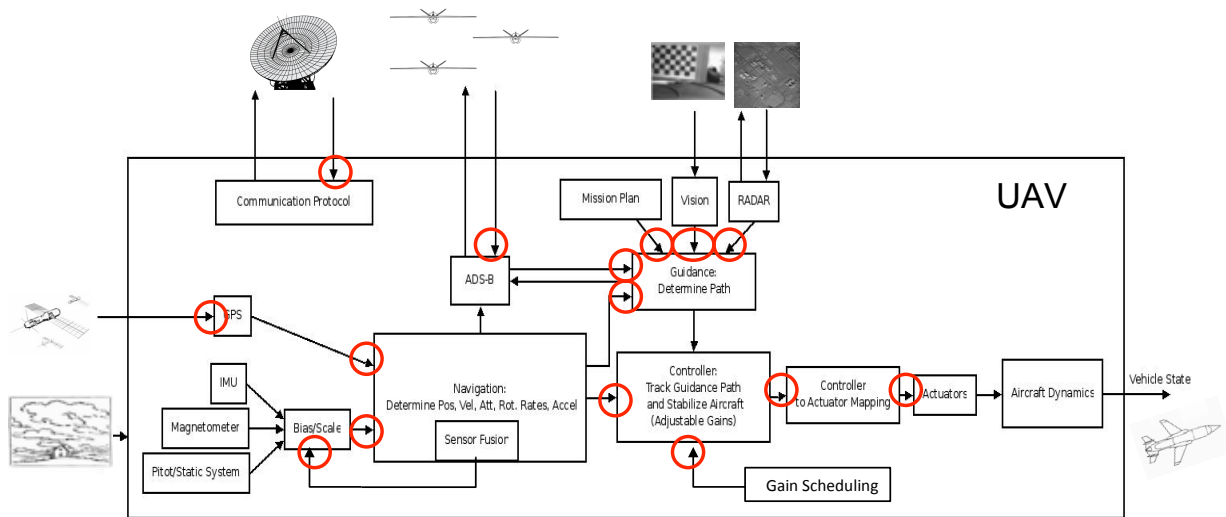 UAV
Communication Protocol
Mission Plan
Vision
RADAR
ADS-B
Guidance:
Determine Path
GPS
IMU
Magnetometer
Pitot/Static System
Bias/Scale
Navigation:
Determine Pos, Vel, Att, Rot. Rates, Accel
Sensor Fusion
Controller:
Track Guidance Path
and Stabilize Aircraft
(Adjustable Gains)
Gain Scheduling
Controller
to Actuator Mapping
Actuators
Aircraft Dynamics
Vehicle State